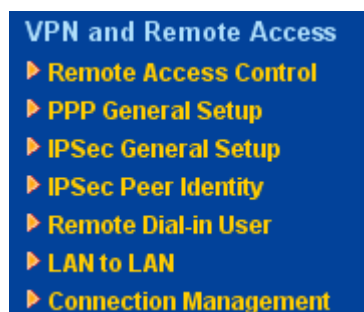 VPN and Remote Access
Remote Access Control
PPP General Setup
IPSec General Setup
IPSec Peer Identity
Remote Dial-in User
LAN to LAN
Connection Management